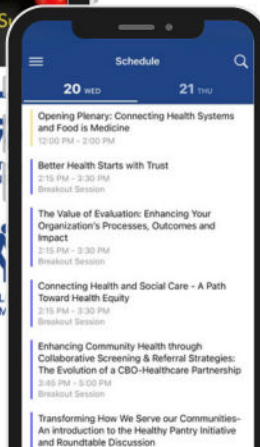 Schedule
20 WED
21 THU
Opening Plenary: Connecting Health Systems
and Food is Medicine
12:00 PM - 2:00 PM
Better Health Starts with Trust
2:15 PM - 3:30 PM
Breakout Session
The Value of Evaluation: Enhancing Your
Organization's Processes, Outcomes and
Impact
2:15 PM - 3:30 PM
Breakout Session
Connecting Health and Social Care - A Path
Toward Health Equity
2:15 PM - 3:30 PM
Breakout Session
Enhancing Community Health through
Collaborative Screening & Referral Strategies:
The Evolution of a CBO-Healthcare Partnership
3:45 PM - 5:00 PM
Breakout Session
Transforming How We Serve our Communities-
An introduction to the Healthy Pantry Initiative
and Roundtable Discussion